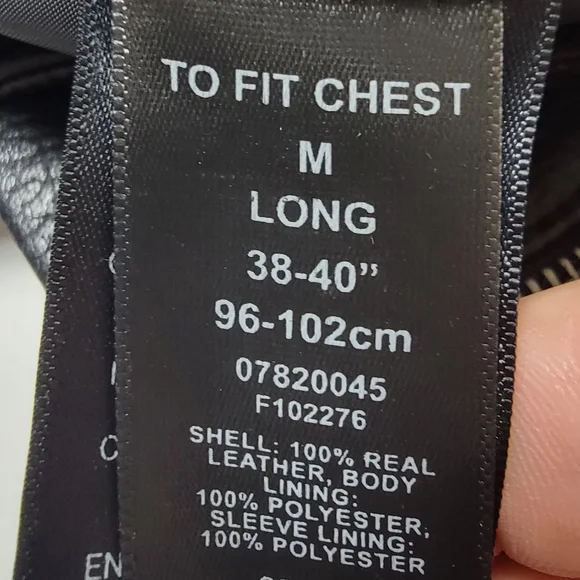 TO FIT CHEST
M
LONG
38-40”
96-102cm
07820045
F102276
SHELL: 100% REAL
LEATHER, BODY
LINING:
100% POLYESTER,
SLEEVE LINING:
100% POLYESTER
EN